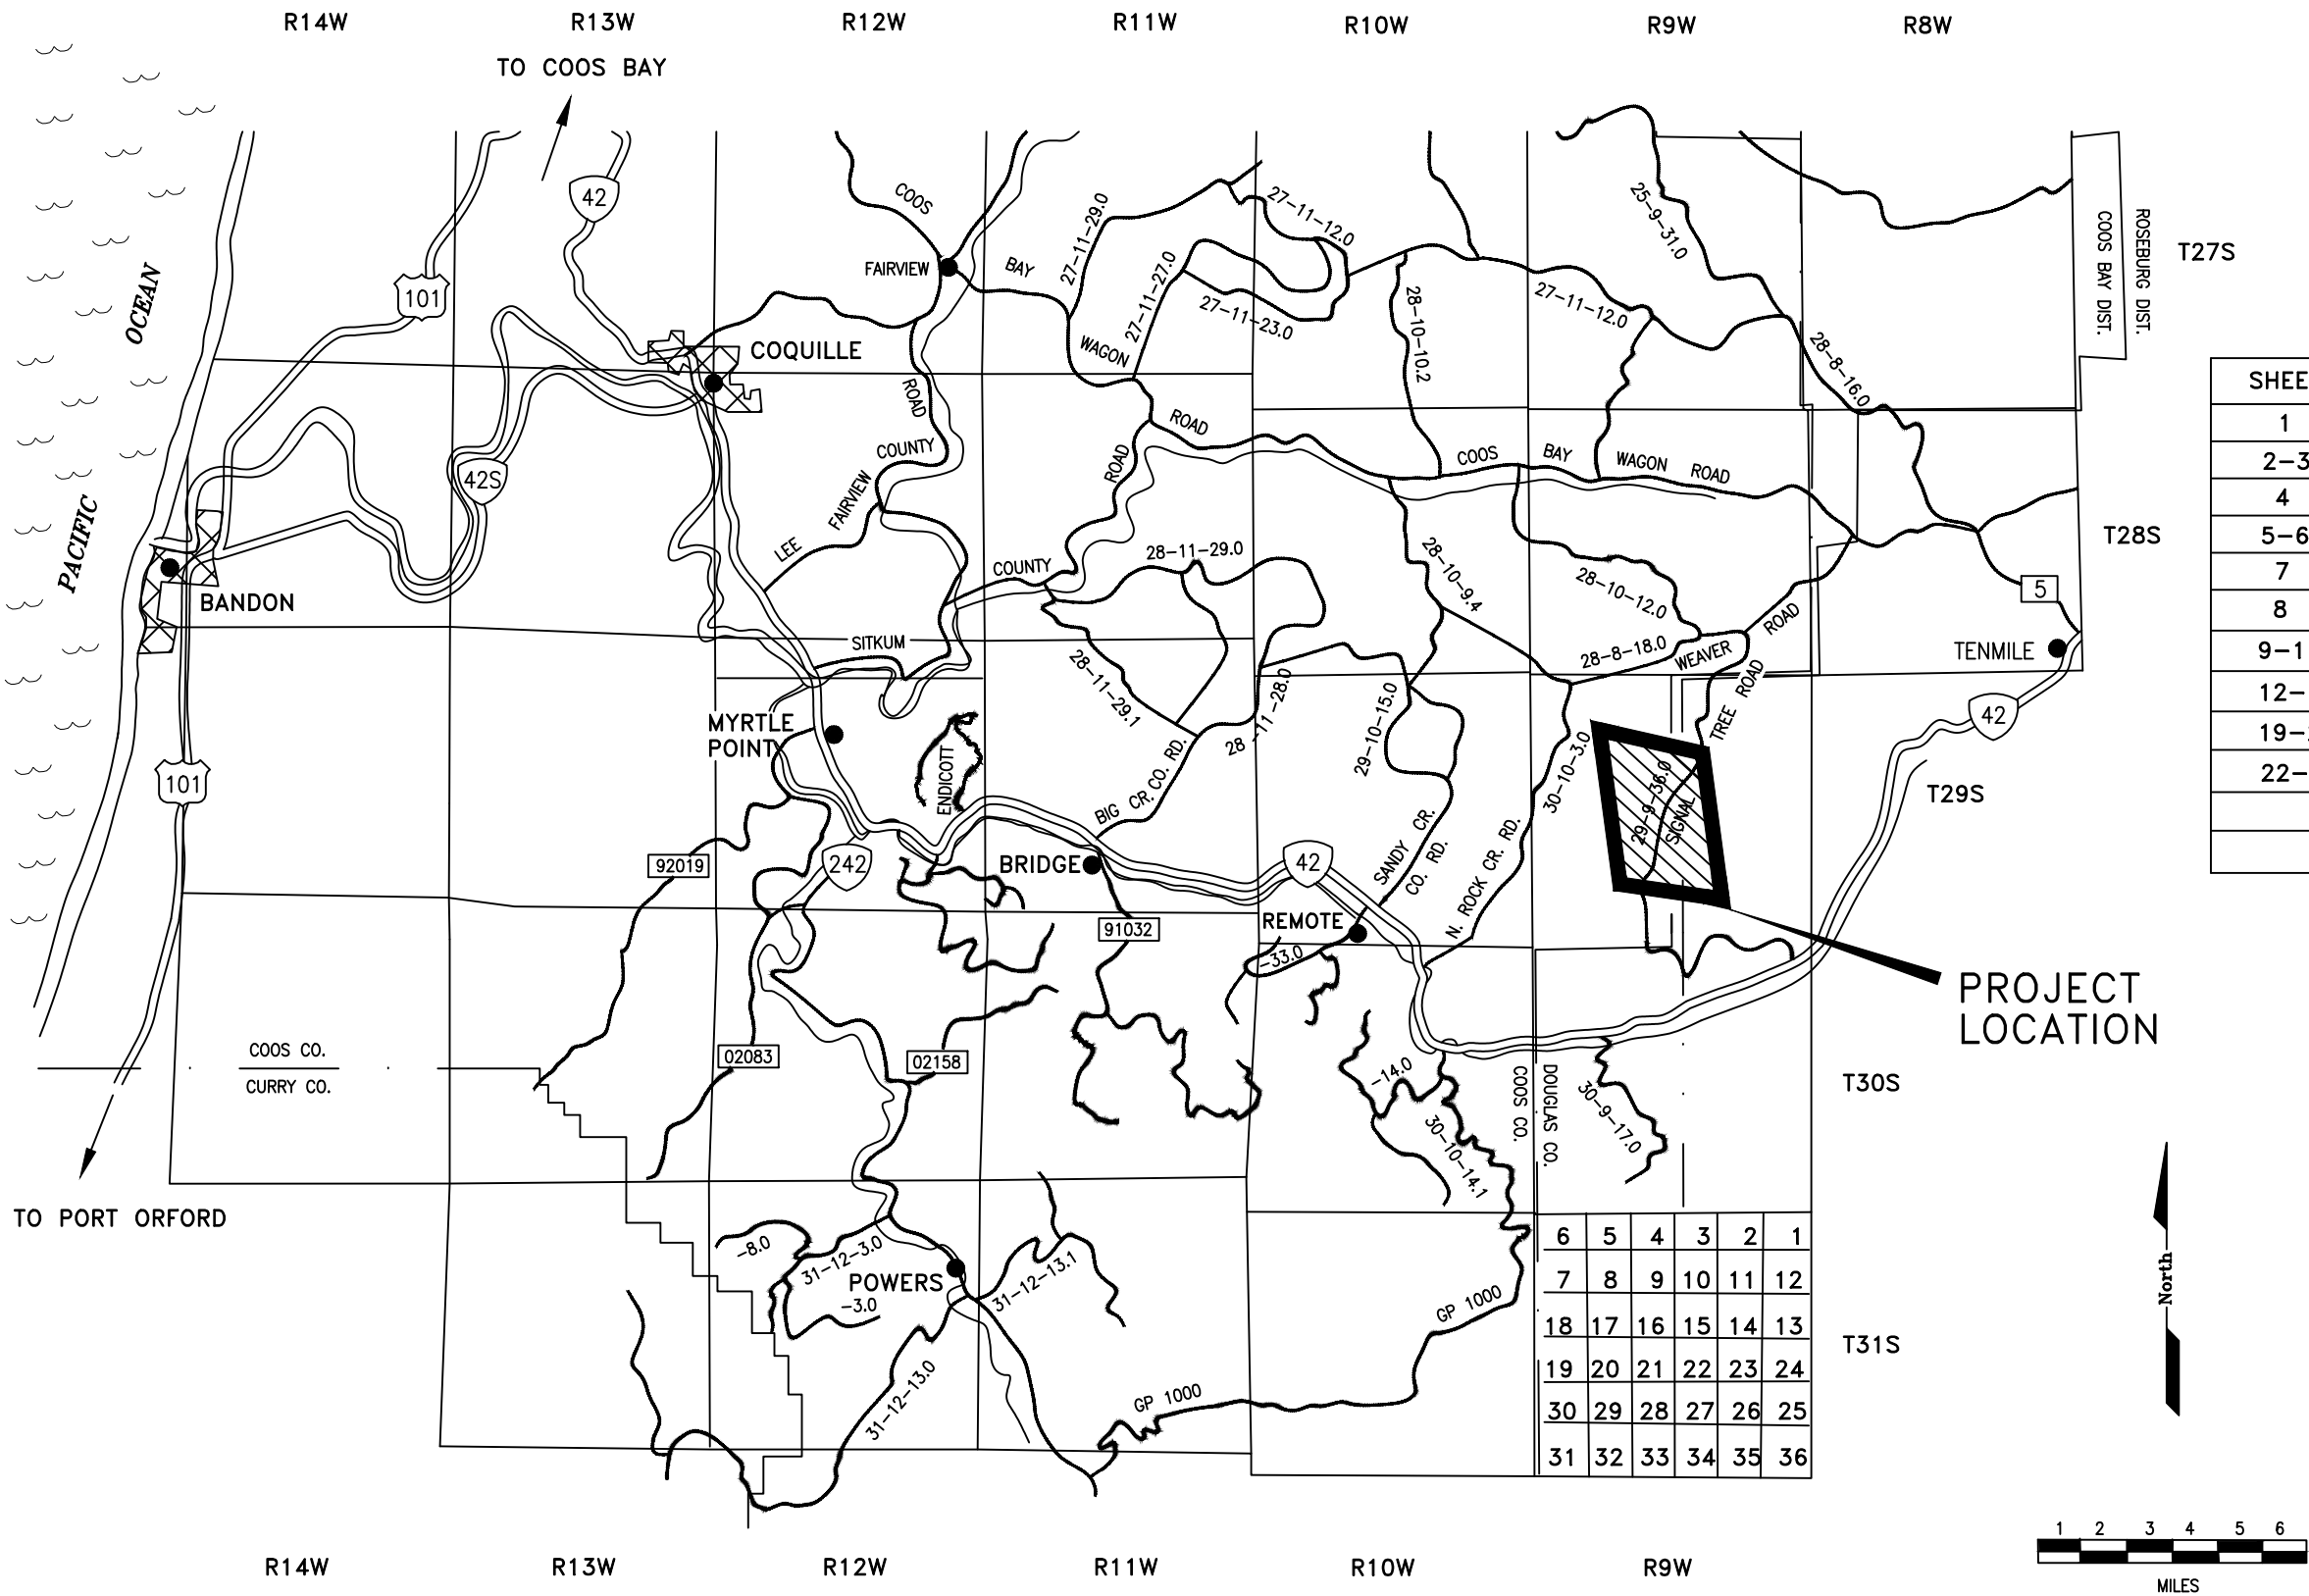 R14W
R13W
R12W
R11W
R10W
R9W
R8W
TO COOS BAY
42
COOS
27-11-29.0
27-11-12.0
25-9-31.0
COOS BAY DIST.
ROSEBURG DIST.
T27S
OCEAN
101
FAIRVIEW
BAY
27-11-27.0
27-11-23.0
28-10-10.2
27-11-12.0
COQUILLE
WAGON
28-8-16.0
SHEE
1
2-3
4
5-6
7
8
9-1
12-
19-
22-
ROAD
ROAD
COUNTY
ROAD
COOS
BAY
WAGON
ROAD
42S
PACIFIC
FAIRVIEW
LEE
COUNTY
28-11-29.0
28-10-9.4
28-10-12.0
T28S
5
BANDON
SITKUM
28-11-29.1
28-11-28.0
28-8-18.0
WEAVER
ROAD
TENMILE
MYRTLE
POINT
ENDICOTT
BIG CR. CO. RD.
29-10-15.0
30-10-3.0
TREE ROAD
42
101
29-9-36.0
SIGNAL
T29S
92019
242
BRIDGE
42
SANDY CR.
CO. RD.
N. ROCK CR. RD.
91032
REMOTE
-33.0
PROJECT
LOCATION
COOS CO.
CURRY CO.
02083
02158
-14.0
COOS CO.
DOUGLAS CO.
30-9-17.0
T30S
30-10-14.1
TO PORT ORFORD
-8.0
31-12-3.0
POWERS
-3.0
31-12-13.1
31-12-13.0
GP 1000
GP 1000
6 5 4 3 2 1
7 8 9 10 11 12
18 17 16 15 14 13
19 20 21 22 23 24
30 29 28 27 26 25
31 32 33 34 35 36
T31S
North
1 2 3 4 5 6
MILES
R14W
R13W
R12W
R11W
R10W
R9W